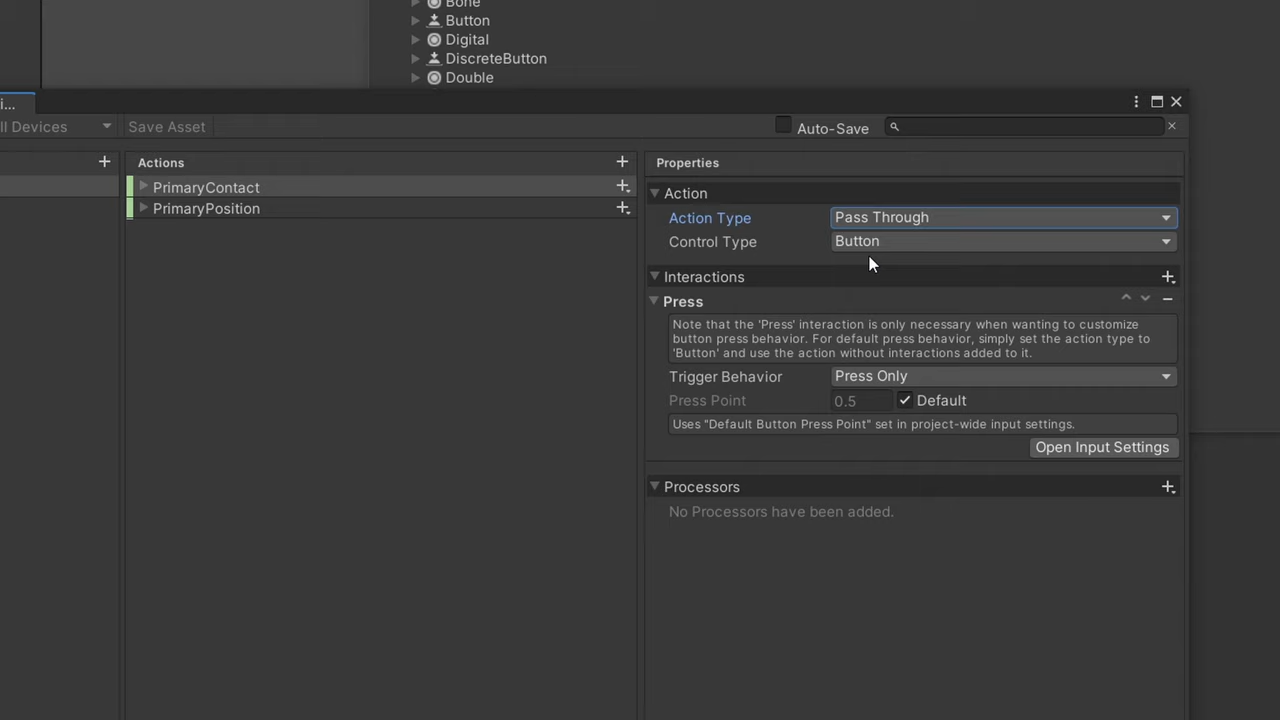 Bone
Button
Digital
DiscreteButton
Double
i...
ll Devices
Save Asset
Auto-Save
Actions
Properties
PrimaryContact
PrimaryPosition
Action
Action Type
Pass Through
Control Type
Button
Interactions
Press
Note that the 'Press' interaction is only necessary when wanting to customize
button press behavior. For default press behavior, simply set the action type to
'Button' and use the action without interactions added to it.
Trigger Behavior
Press Only
Press Point
0.5
Default
Uses "Default Button Press Point" set in project-wide input settings.
Open Input Settings
Processors
No Processors have been added.